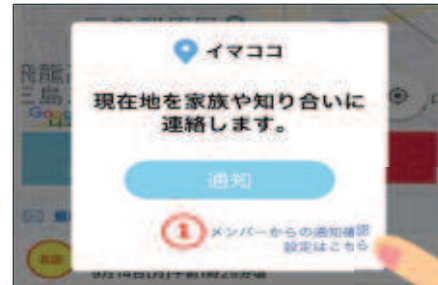 イマココ
現在地を家族や知り合いに
連絡します。
通知
1 メンバーからの通知確認
設定はこちら